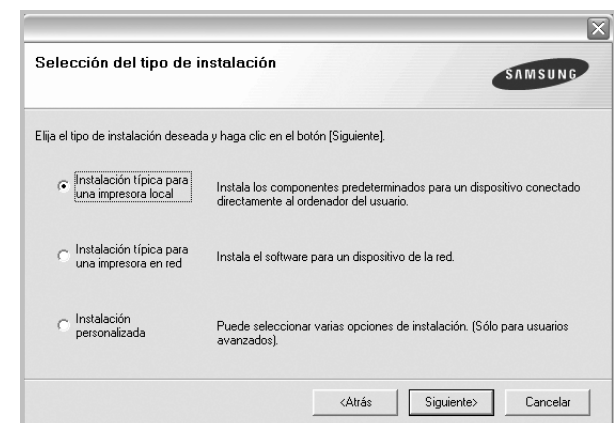 Selección del tipo de instalación
SAMSUNG
Elija el tipo de instalación deseada y haga clic en el botón [Siguiente].
Instalación típica para
una impresora local
Instala los componentes predeterminados para un dispositivo conectado
directamente al ordenador del usuario.
Instalación típica para
una impresora en red
Instala el software para un dispositivo de la red.
Instalación
personalizada
Puede seleccionar varias opciones de instalación. (Sólo para usuarios
avanzados).
<Atrás
Siguiente>
Cancelar